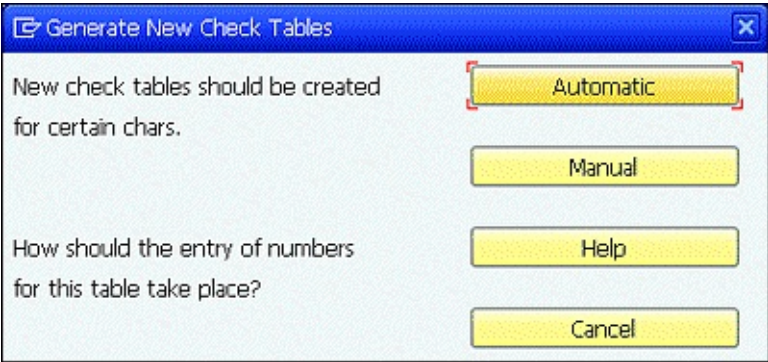 Generate New Check Tables
New check tables should be created
for certain chars.
Automatic
Manual
How should the entry of numbers
for this table take place?
Help
Cancel